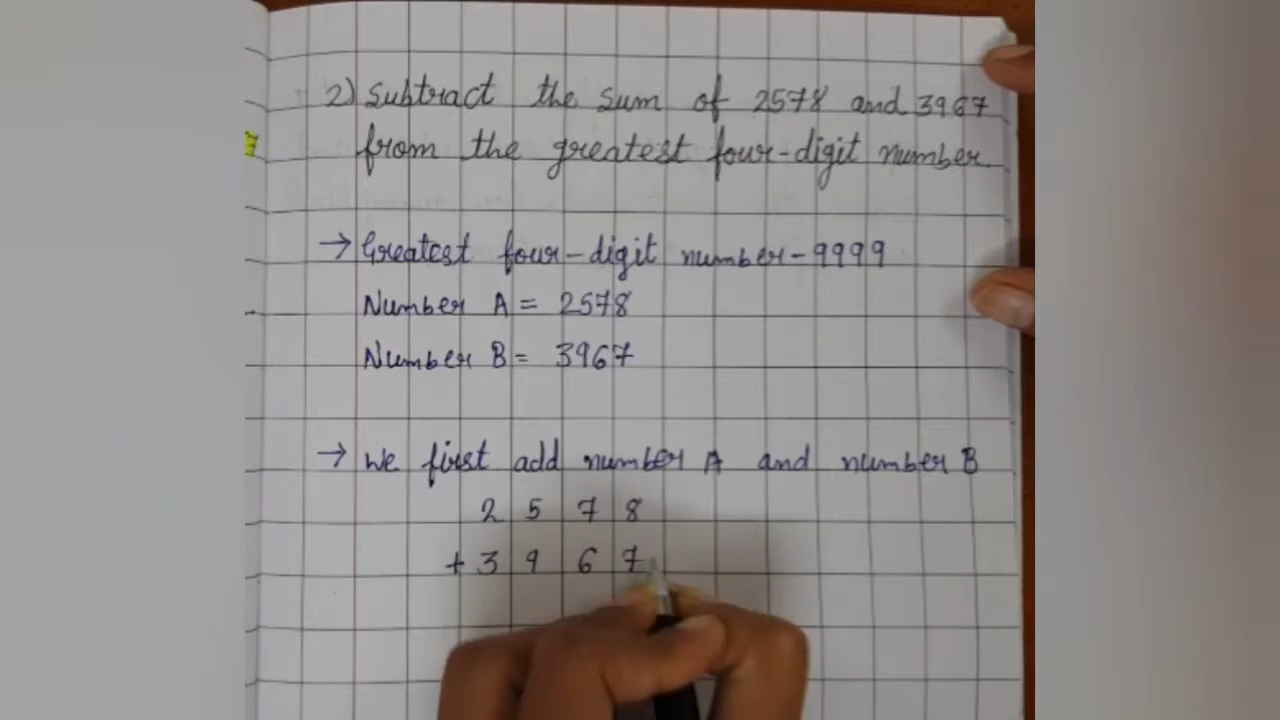 2) Subtract the sum of 2578 and 3967
from the greatest four-digit number.
→ Greatest four-digit number - 9999
Number A = 2578
Number B = 3967
→ We first add number A and number B
2 5 7 8
+ 3 9 6 7